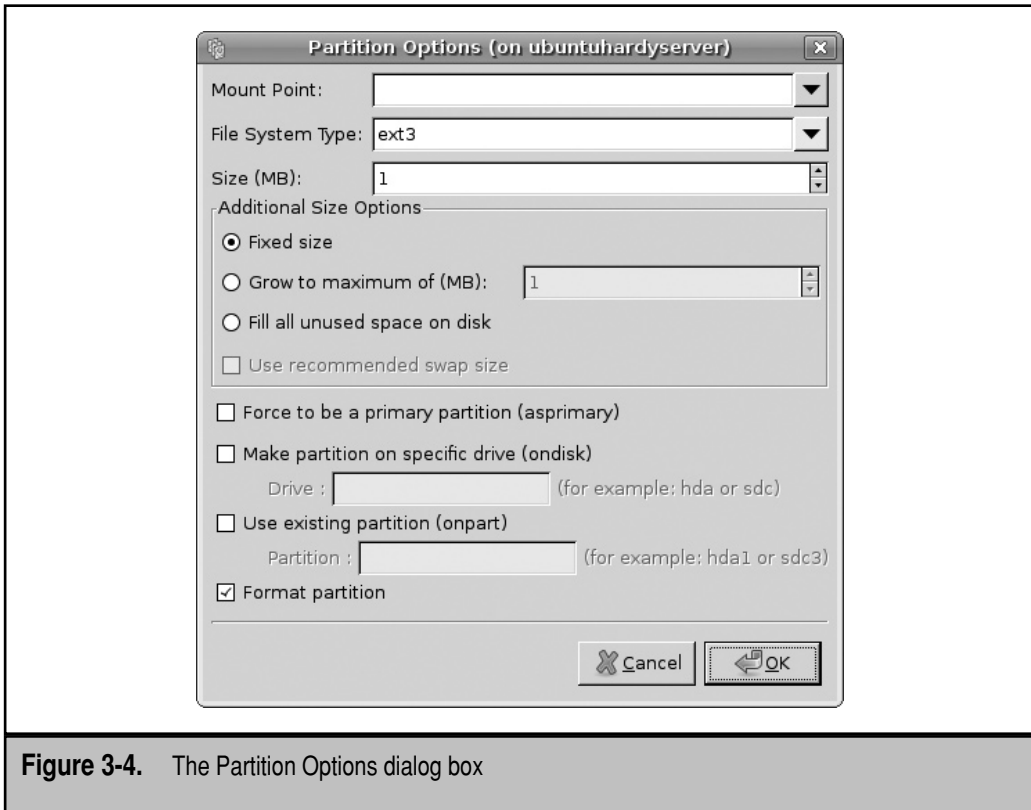 Partition Options (on ubuntuhardyserver)
Mount Point:
File System Type: ext3
Size (MB): 1
Additional Size Options
Fixed size
Grow to maximum of (MB): 1
Fill all unused space on disk
Use recommended swap size
Force to be a primary partition (asprimary)
Make partition on specific drive (ondisk)
Drive : (for example: hda or sdc)
Use existing partition (onpart)
Partition : (for example: hda1 or sdc3)
Format partition
Cancel OK
Figure 3-4. The Partition Options dialog box